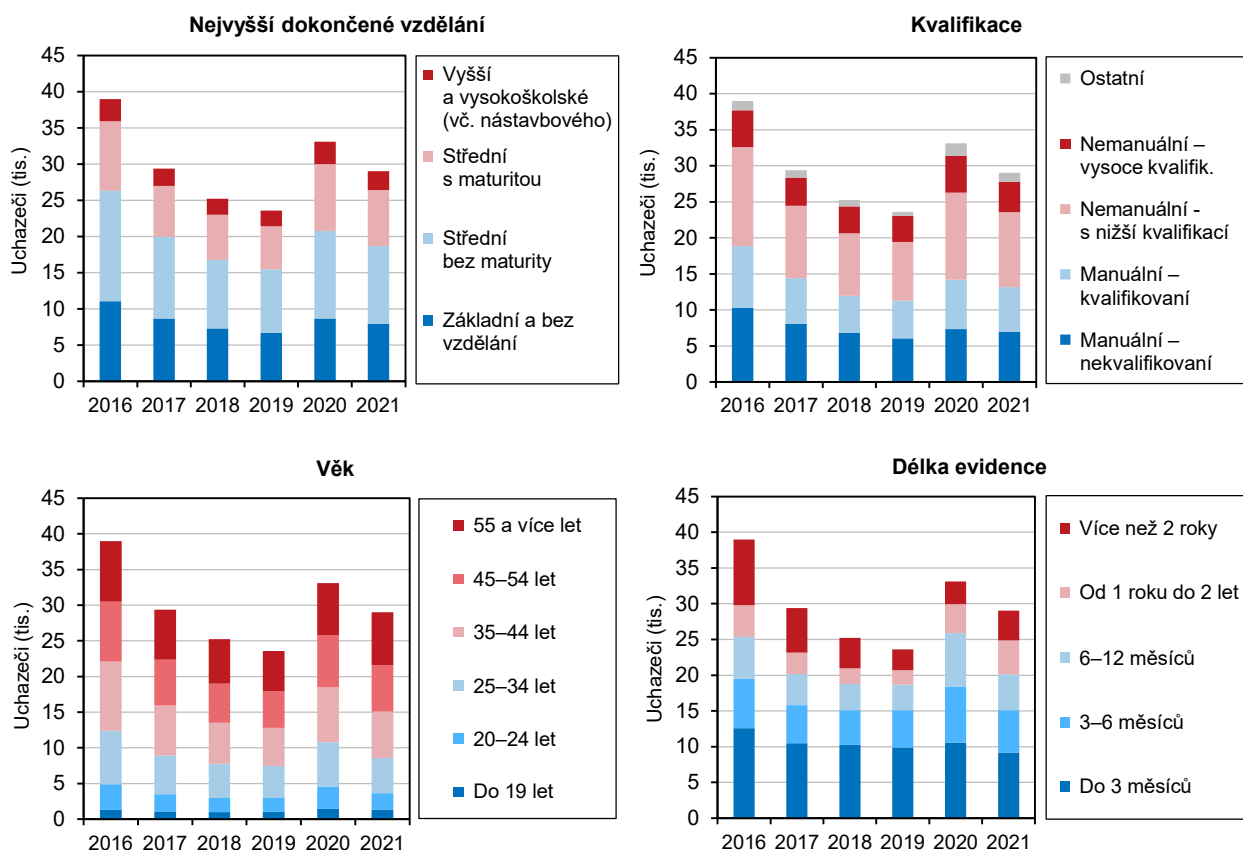 Nejvyšší dokončené vzdělání
Uchazeči (tis.)
45
40
35
30
25
20
15
10
5
0
2016 2017 2018 2019 2020 2021
Vyšší
a vysokoškolské
(vč. nástavbového)
Střední
s maturitou
Střední
bez maturity
Základní a bez
vzdělání
Kvalifikace
Uchazeči (tis.)
45
40
35
30
25
20
15
10
5
0
2016 2017 2018 2019 2020 2021
Ostatní
Nemanuální –
vysoce kvalifik.
Nemanuální -
s nižší kvalifikací
Manuální –
kvalifikovaní
Manuální –
nekvalifikovaní
Věk
Uchazeči (tis.)
45
40
35
30
25
20
15
10
5
0
2016 2017 2018 2019 2020 2021
55 a více let
45–54 let
35–44 let
25–34 let
20–24 let
Do 19 let
Délka evidence
Uchazeči (tis.)
45
40
35
30
25
20
15
10
5
0
2016 2017 2018 2019 2020 2021
Více než 2 roky
Od 1 roku do 2 let
6–12 měsíců
3–6 měsíců
Do 3 měsíců